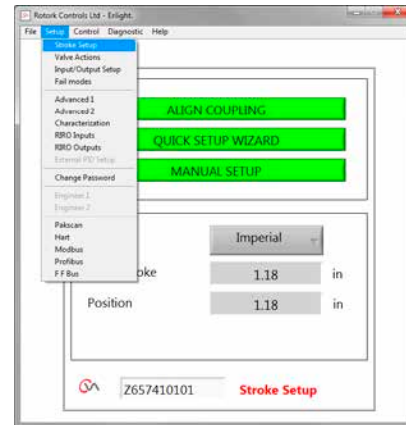 Rotork Controls Ltd - Enlight.
File Setup Control Diagnostic Help
Stroke Setup
Valve Actions
Input/Output Setup
Fail modes
Advanced 1
Advanced 2
Characterization
RIRO Inputs
RIRO Outputs
External PID Setup
Change Password
Engineer 1
Engineer 2
Pakscan
Hart
Modbus
Profibus
F F Bus
ALIGN COUPLING
QUICK SETUP WIZARD
MANUAL SETUP
Imperial
oke 1.18 in
Position 1.18 in
Z657410101 Stroke Setup